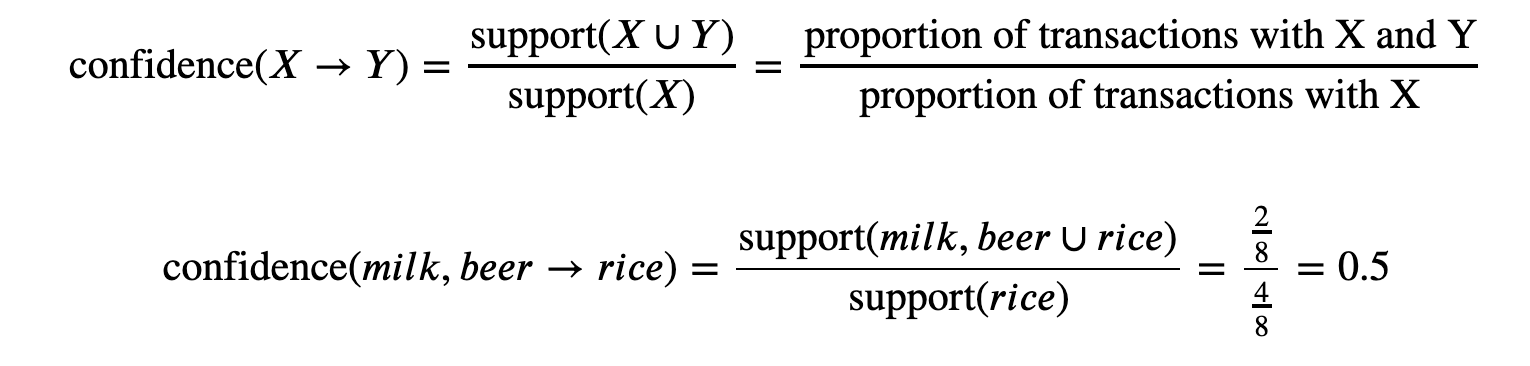 confidence(X → Y) = support(X ∪ Y) / support(X) = proportion of transactions with X and Y / proportion of transactions with X
confidence(milk, beer → rice) = support(milk, beer ∪ rice) / support(rice) = (2/8) / (4/8) = 0.5